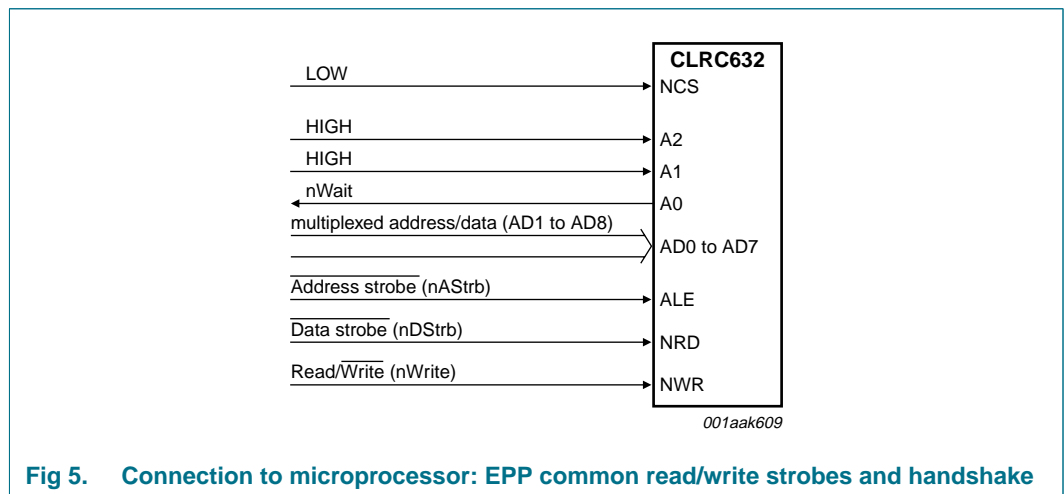 CLRC632
LOW
NCS
HIGH
A2
HIGH
A1
nWait
A0
multiplexed address/data (AD1 to AD8)
AD0 to AD7
Address strobe (nAStrb)
ALE
Data strobe (nDStrb)
NRD
Read/Write (nWrite)
NWR
001aak609
Fig 5. Connection to microprocessor: EPP common read/write strobes and handshake